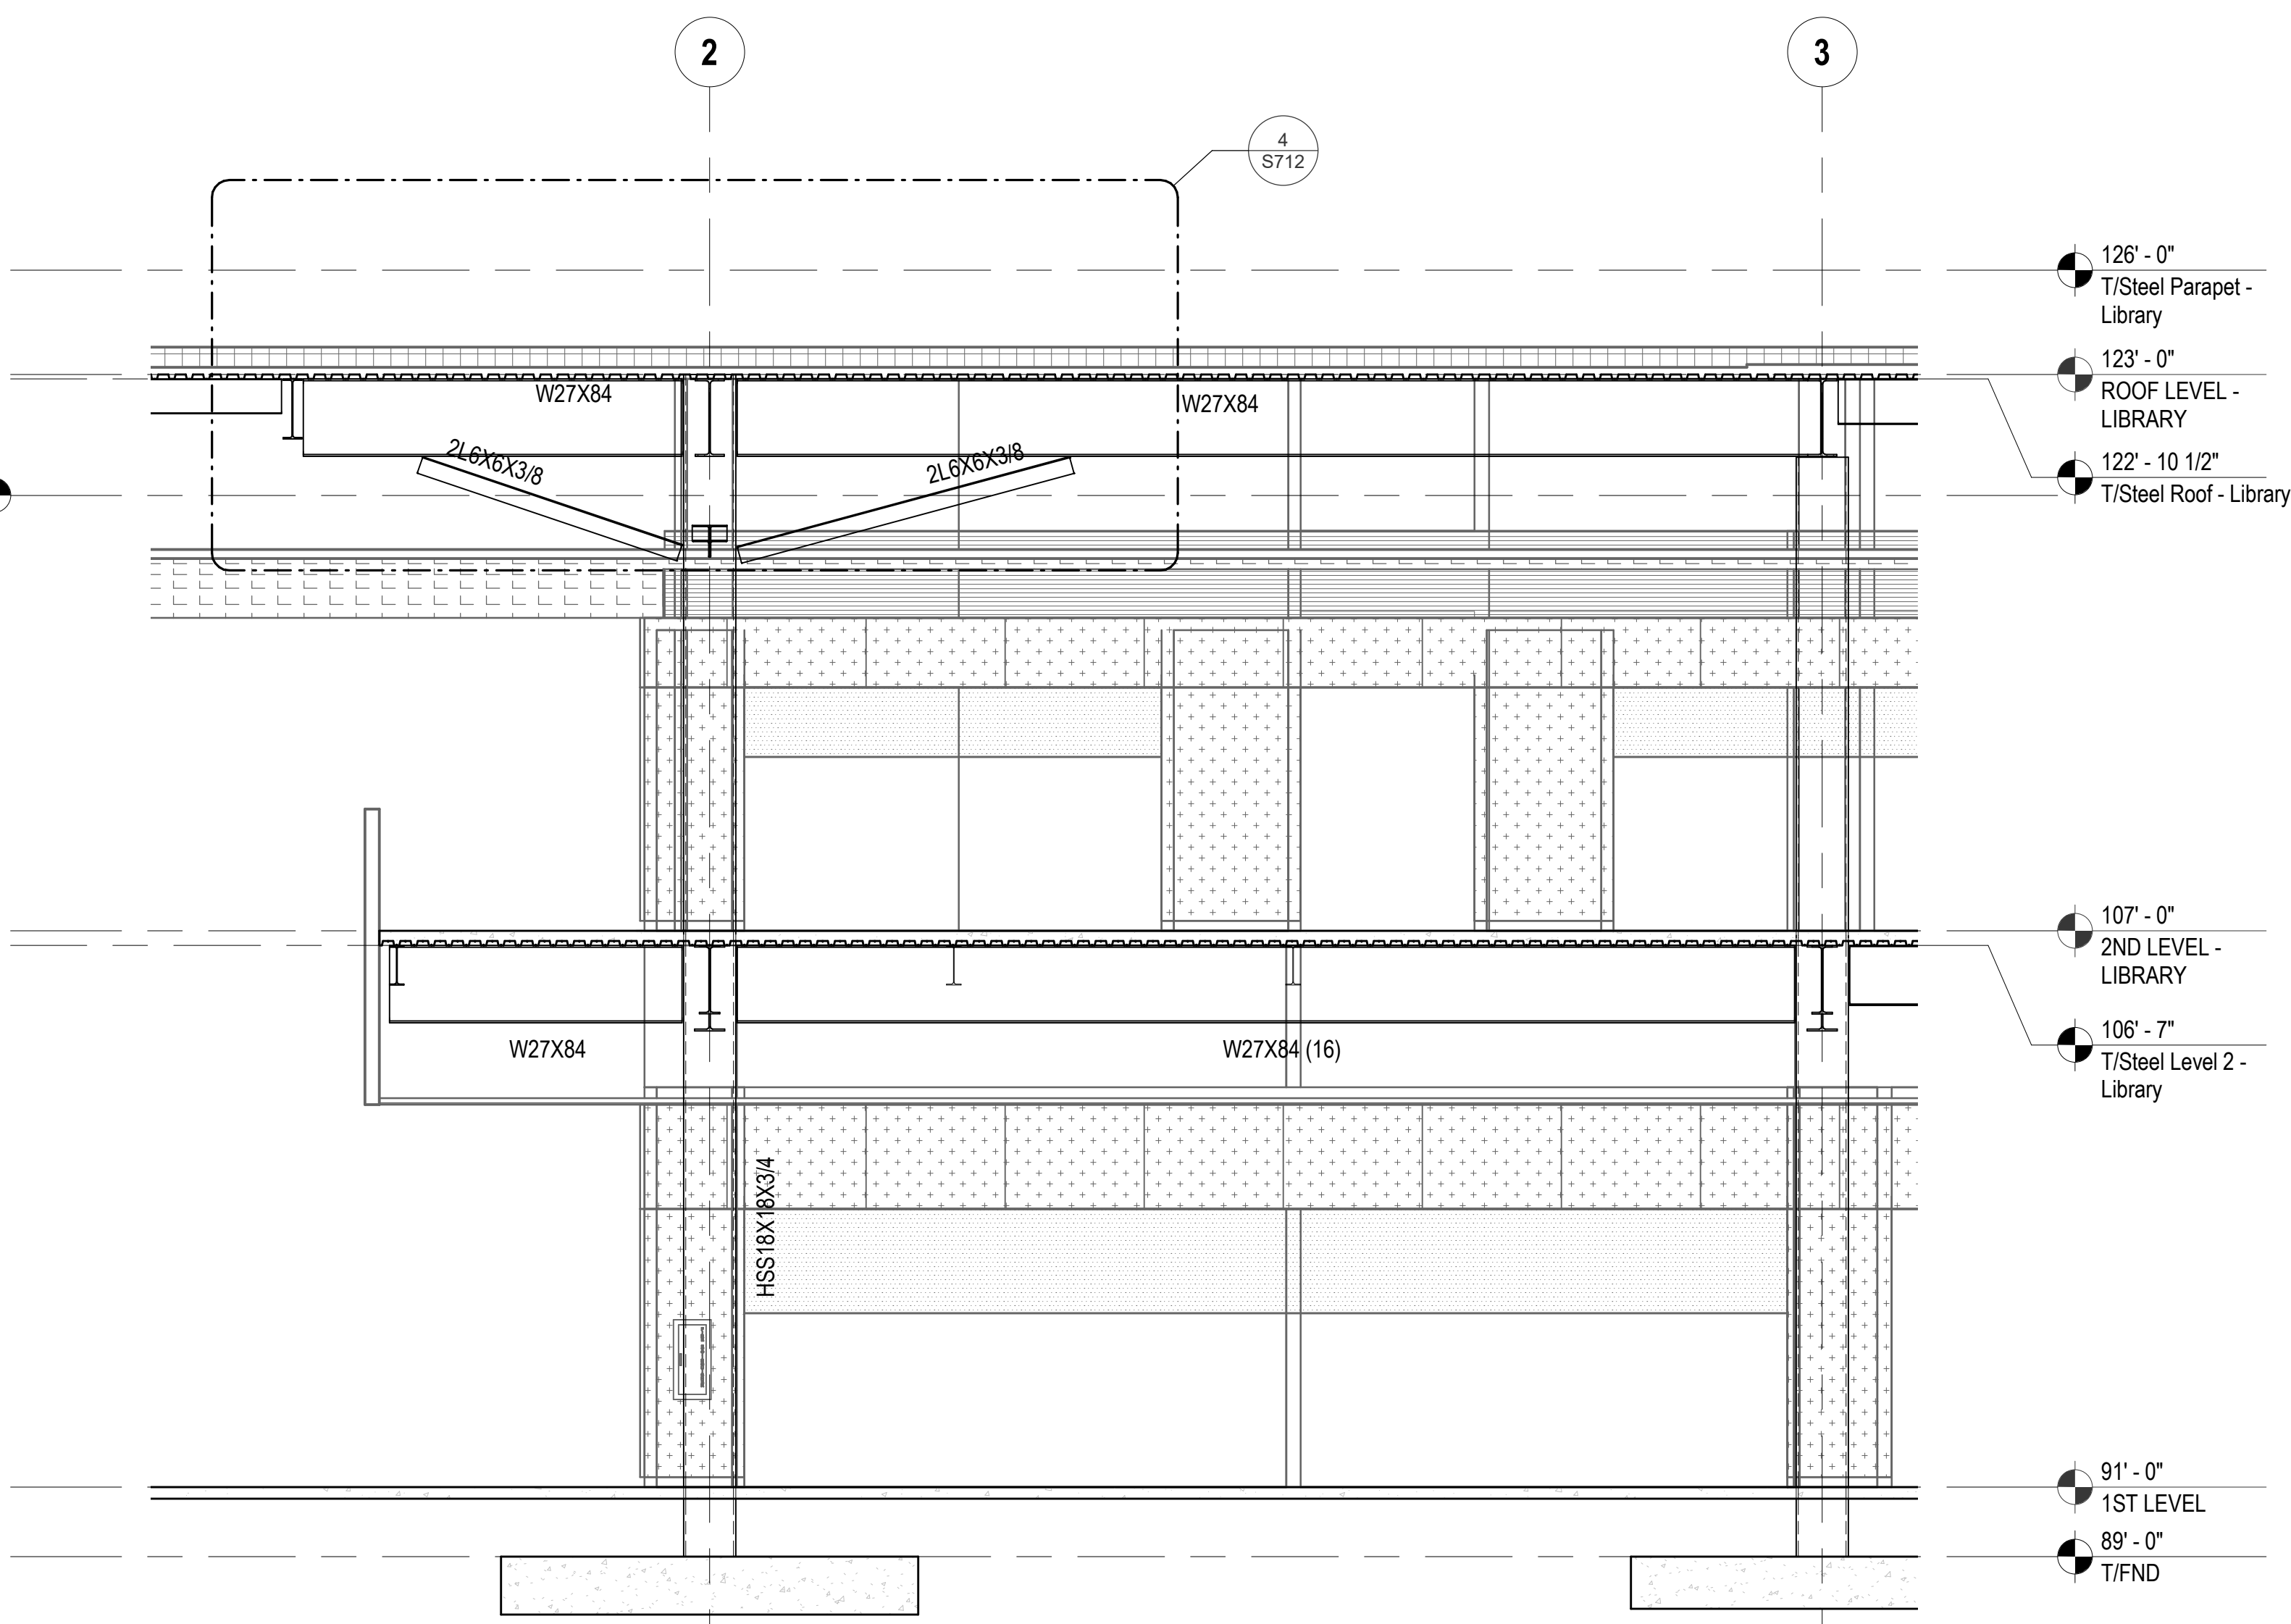 2
3
4
S712
126' - 0"
T/Steel Parapet -
Library
123' - 0"
ROOF LEVEL -
LIBRARY
W27X84
W27X84
2L6X6X3/8
2L6X6X3/8
122' - 10 1/2"
T/Steel Roof - Library
107' - 0"
2ND LEVEL -
LIBRARY
W27X84
W27X84 (16)
106' - 7"
T/Steel Level 2 -
Library
HSS18X18X3/4
91' - 0"
1ST LEVEL
89' - 0"
T/FND